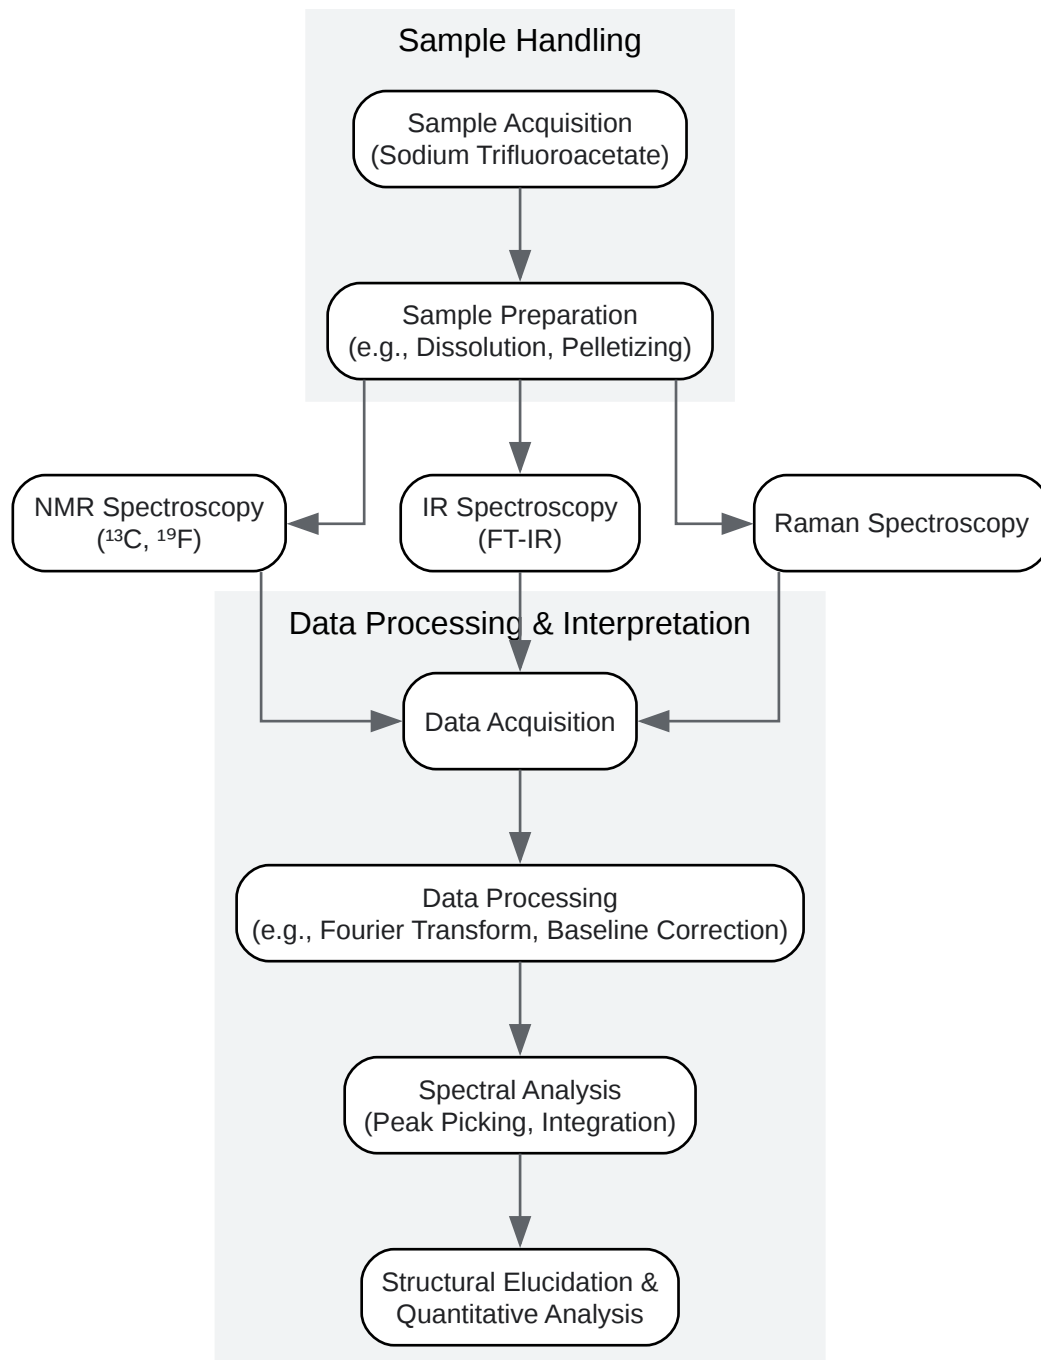 Sample Handling
Sample Acquisition
(Sodium Trifluoroacetate)
Sample Preparation
(e.g., Dissolution, Pelletizing)
NMR Spectroscopy
(¹³C, ¹⁹F)
IR Spectroscopy
(FT-IR)
Raman Spectroscopy
Data Processing & Interpretation
Data Acquisition
Data Processing
(e.g., Fourier Transform, Baseline Correction)
Spectral Analysis
(Peak Picking, Integration)
Structural Elucidation &
Quantitative Analysis